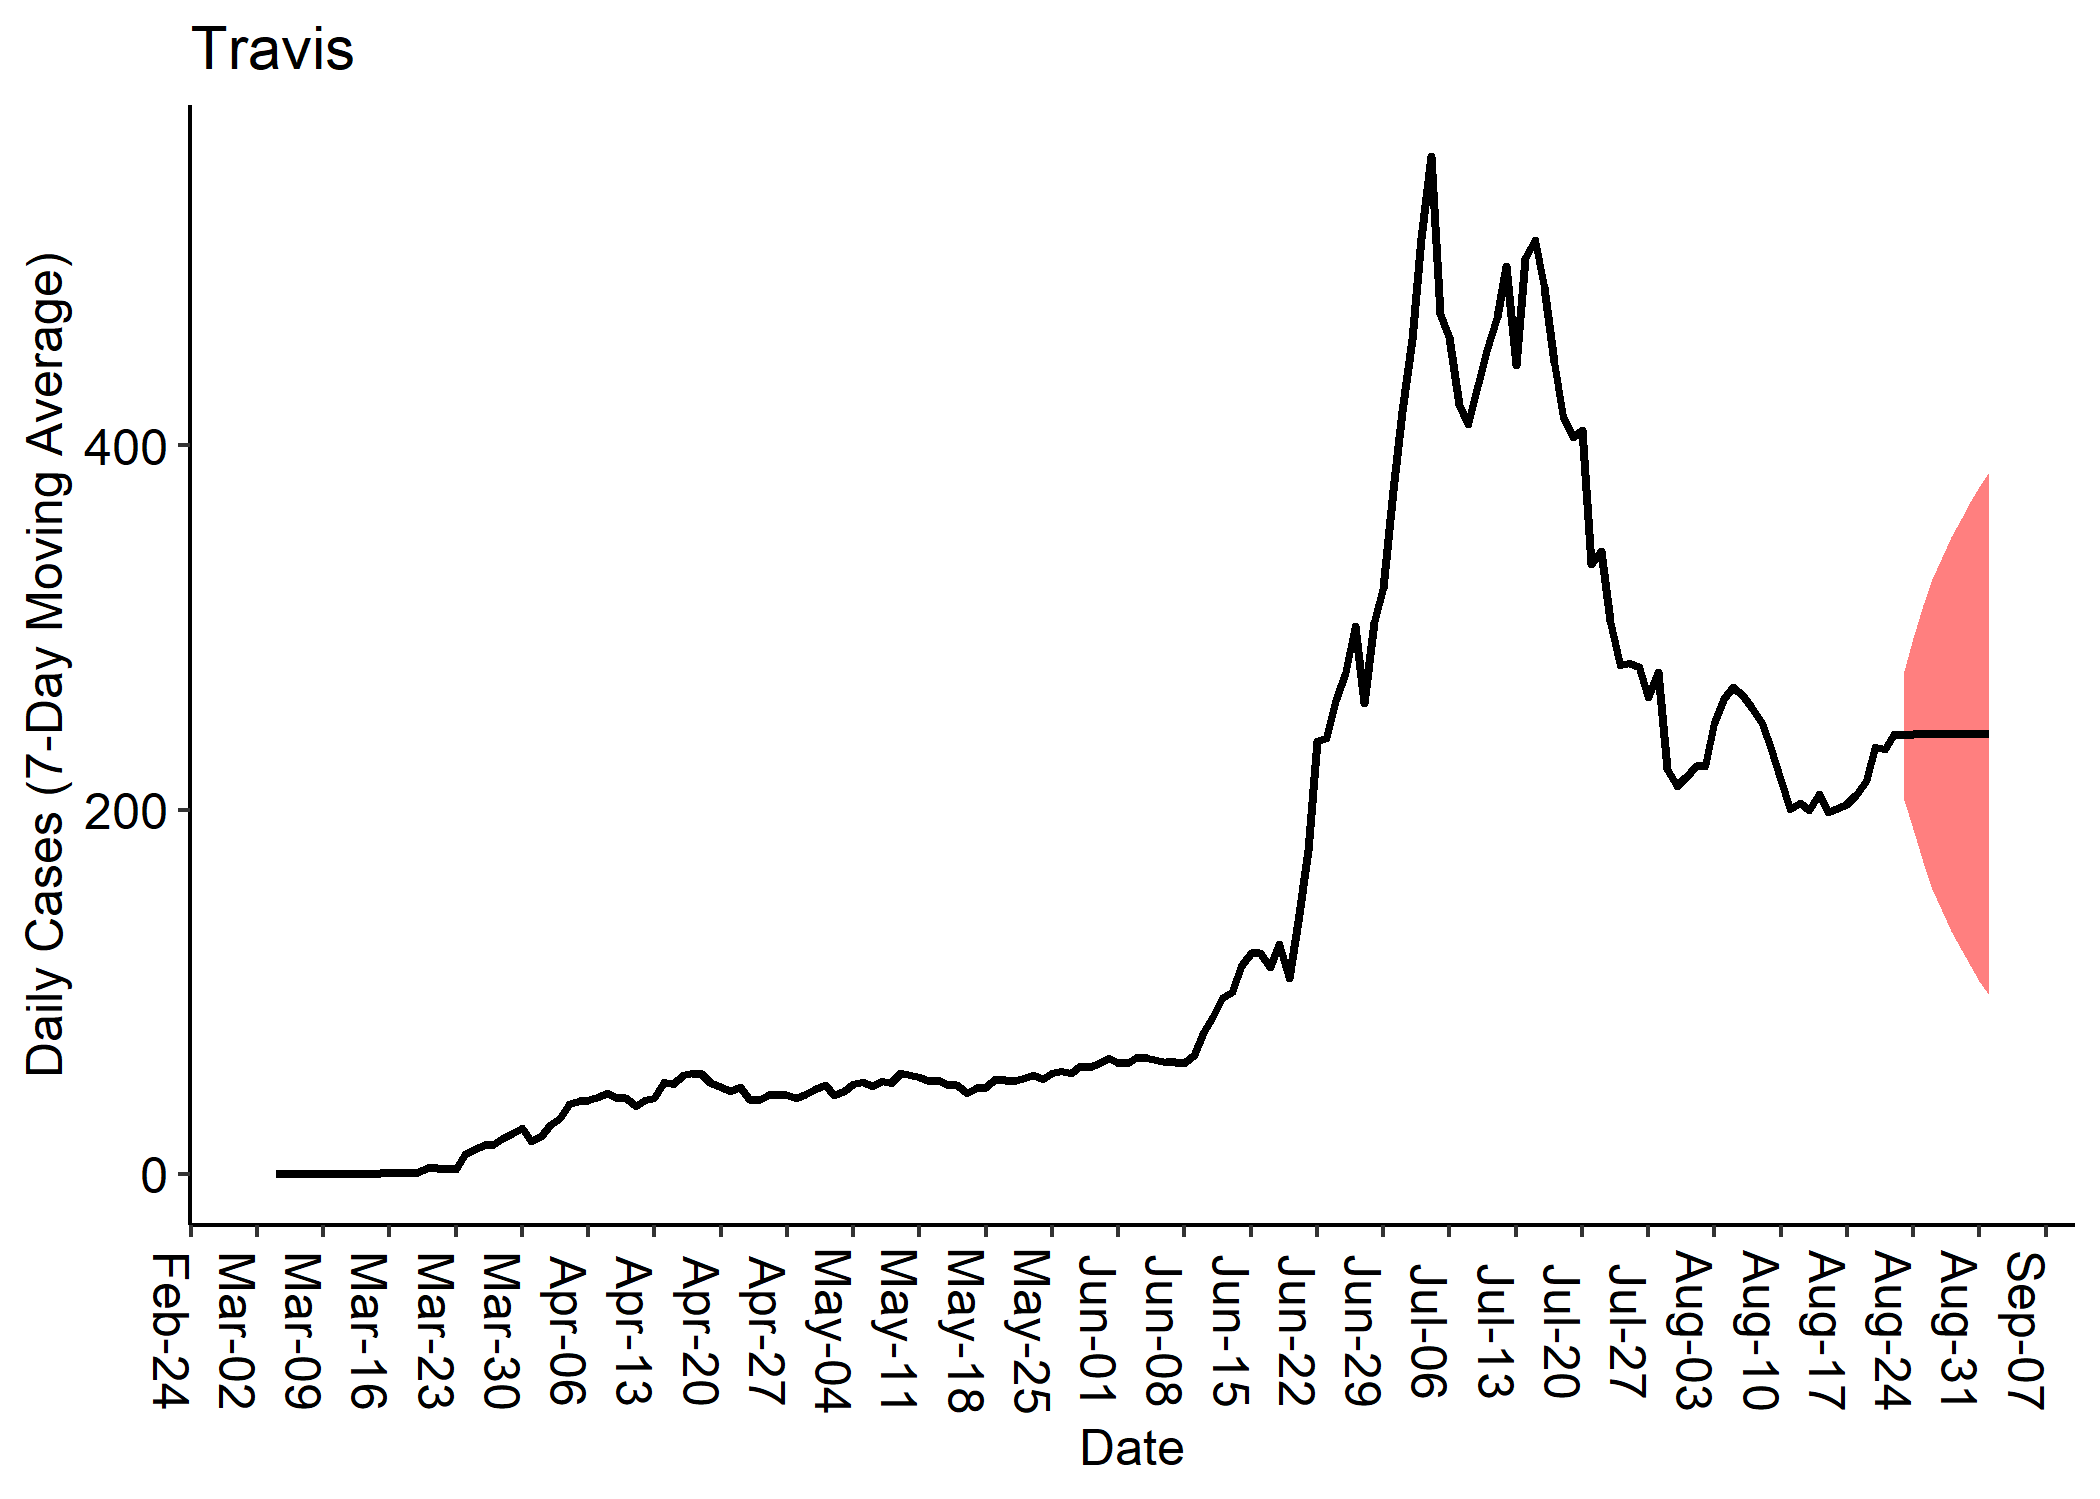 Travis
Daily Cases (7-Day Moving Average)
400
200
0
Feb-24
Mar-02
Mar-09
Mar-16
Mar-23
Mar-30
Apr-06
Apr-13
Apr-20
Apr-27
May-04
May-11
May-18
May-25
Jun-01
Jun-08
Jun-15
Jun-22
Jun-29
Jul-06
Jul-13
Jul-20
Jul-27
Aug-03
Aug-10
Aug-17
Aug-24
Aug-31
Sep-07
Date